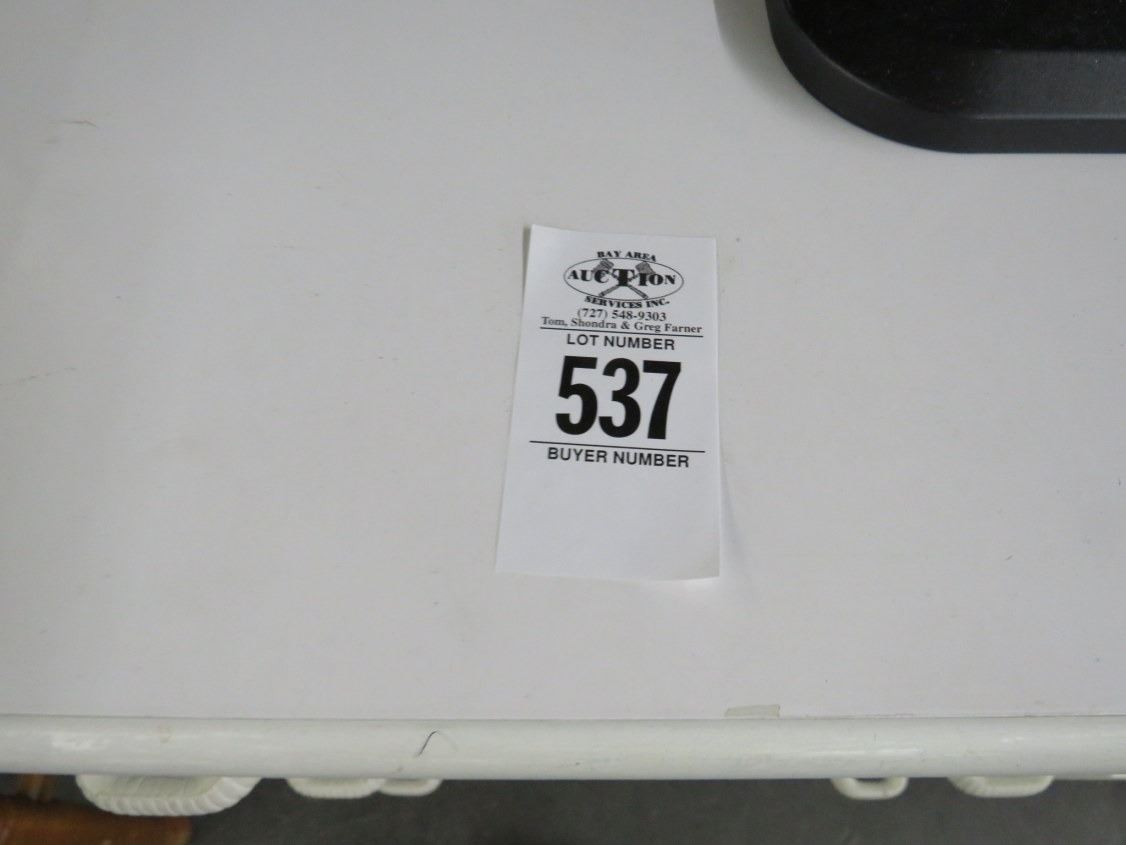 BAY AREA
AUCTION
SERVICES INC.
(727) 548-9303
Tom, Shondra & Greg Farner
LOT NUMBER
537
BUYER NUMBER